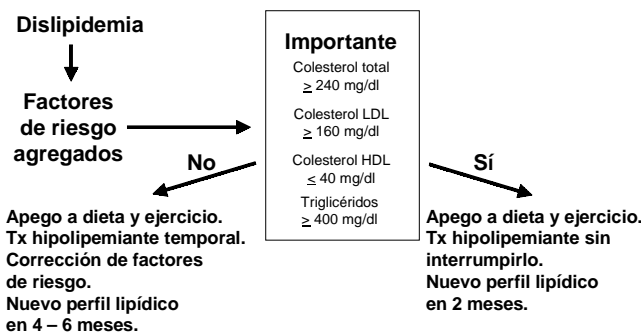 Dislipidemia
Factores
de riesgo
agregados
Importante
Colesterol total
≥ 240 mg/dl
Colesterol LDL
≥ 160 mg/dl
Colesterol HDL
≤ 40 mg/dl
Triglicéridos
≥ 400 mg/dl
No
Sí
Apego a dieta y ejercicio.
Tx hipolipemiante temporal.
Corrección de factores
de riesgo.
Nuevo perfil lipídico
en 4 – 6 meses.
Apego a dieta y ejercicio.
Tx hipolipemiante sin
interrumpirlo.
Nuevo perfil lipídico
en 2 meses.